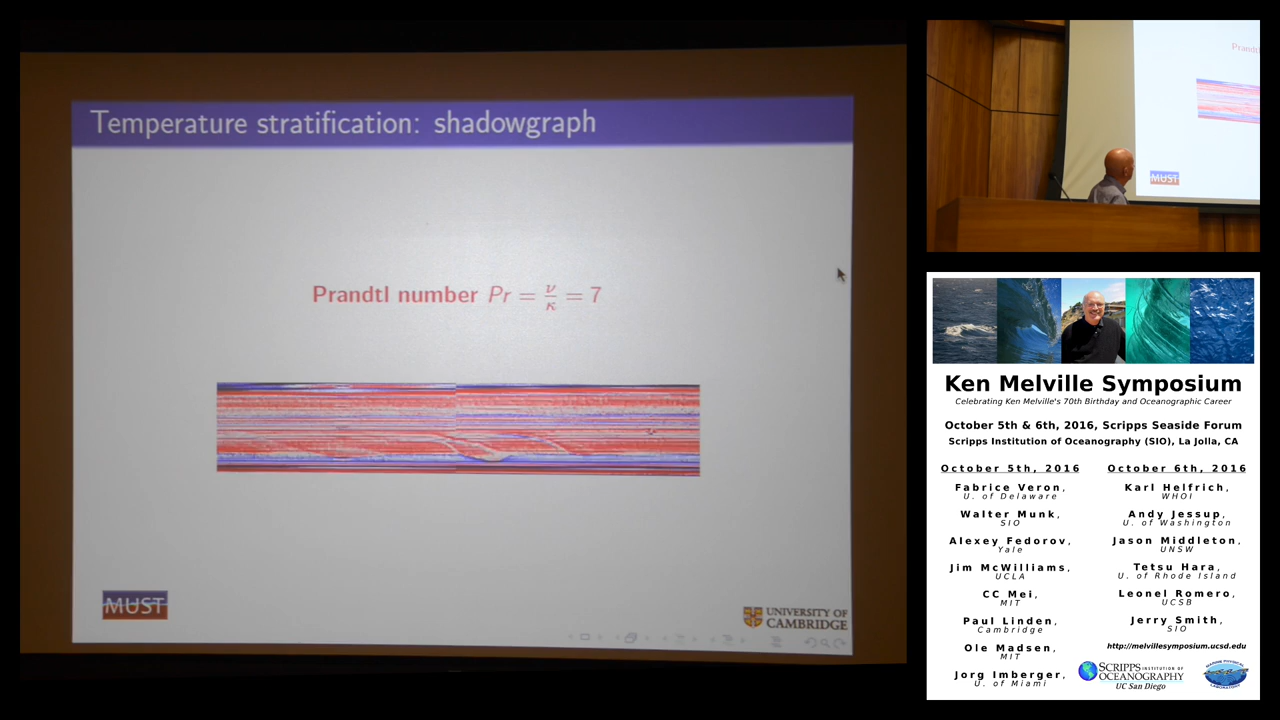 Temperature stratification: shadowgraph
Prandtl number Pr = ν/κ = 7
MUST
UNIVERSITY OF
CAMBRIDGE
Prandtl
MUST
Ken Melville Symposium
Celebrating Ken Melville's 70th Birthday and Oceanographic Career
October 5th & 6th, 2016, Scripps Seaside Forum
Scripps Institution of Oceanography (SIO), La Jolla, CA
October 5th, 2016
Fabrice Veron,
U. of Delaware
Walter Munk,
SIO
Alexey Fedorov,
Yale
Jim McWilliams,
UCLA
CC Mei,
MIT
Paul Linden,
Cambridge
Ole Madsen,
MIT
Jorg Imberger,
U. of Miami
October 6th, 2016
Karl Helfrich,
WHOI
Andy Jessup,
U. of Washington
Jason Middleton,
UNSW
Tetsu Hara,
U. of Rhode Island
Leonel Romero,
UCSB
Jerry Smith,
SIO
http://melvillesymposium.ucsd.edu
SCRIPPS INSTITUTION OF
OCEANOGRAPHY
UC San Diego